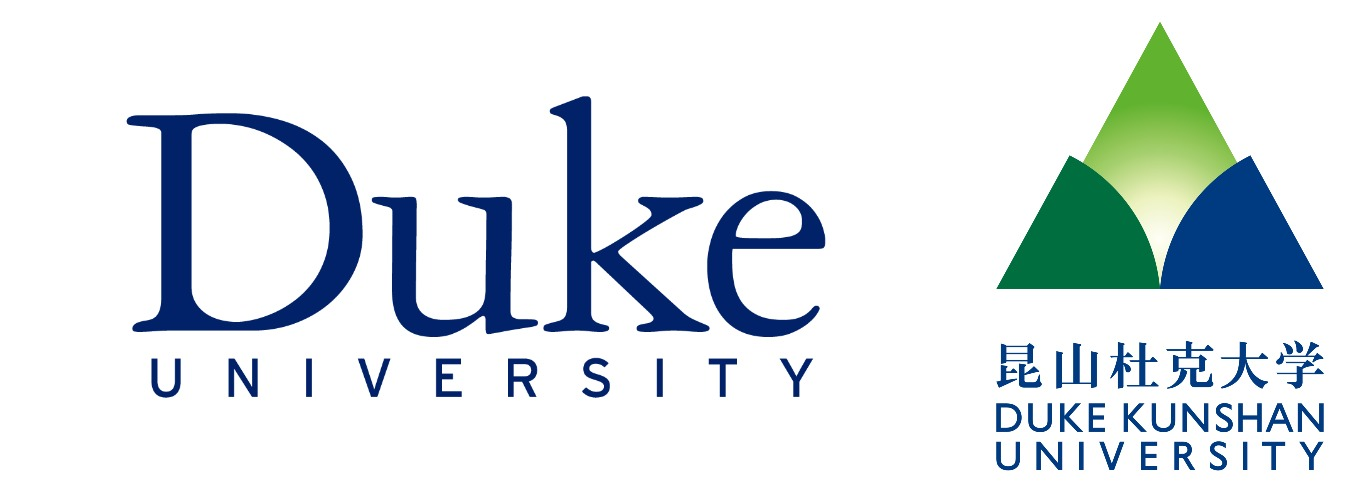 Duke
UNIVERSITY
昆山杜克大学
DUKE KUNSHAN
UNIVERSITY